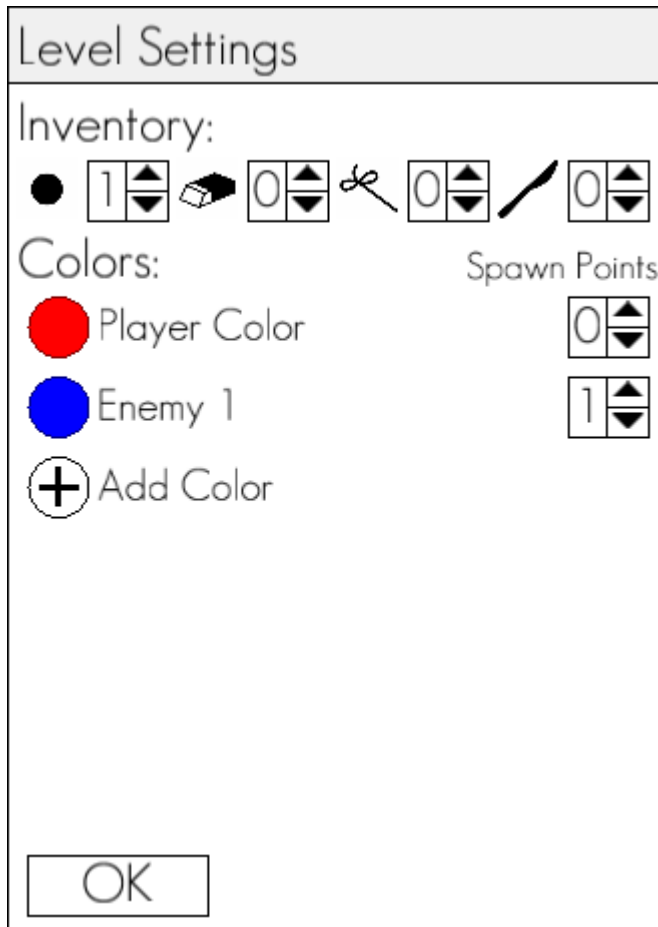 Level Settings
Inventory:
1 0 0 0
Colors: Spawn Points
Player Color 0
Enemy 1 1
Add Color
OK